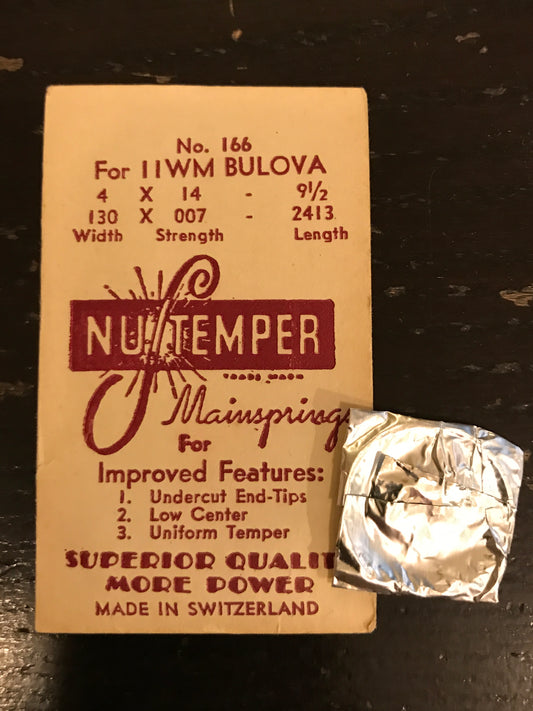 No. 166
For 11WM BULOVA
4 X 14 - 9½
130 X 007 - 2413
Width Strength Length
NU TEMPER
TRADE MARK
Mainsprings
For
Improved Features:
1. Undercut End-Tips
2. Low Center
3. Uniform Temper
SUPERIOR QUALIT
MORE POWER
MADE IN SWITZERLAND